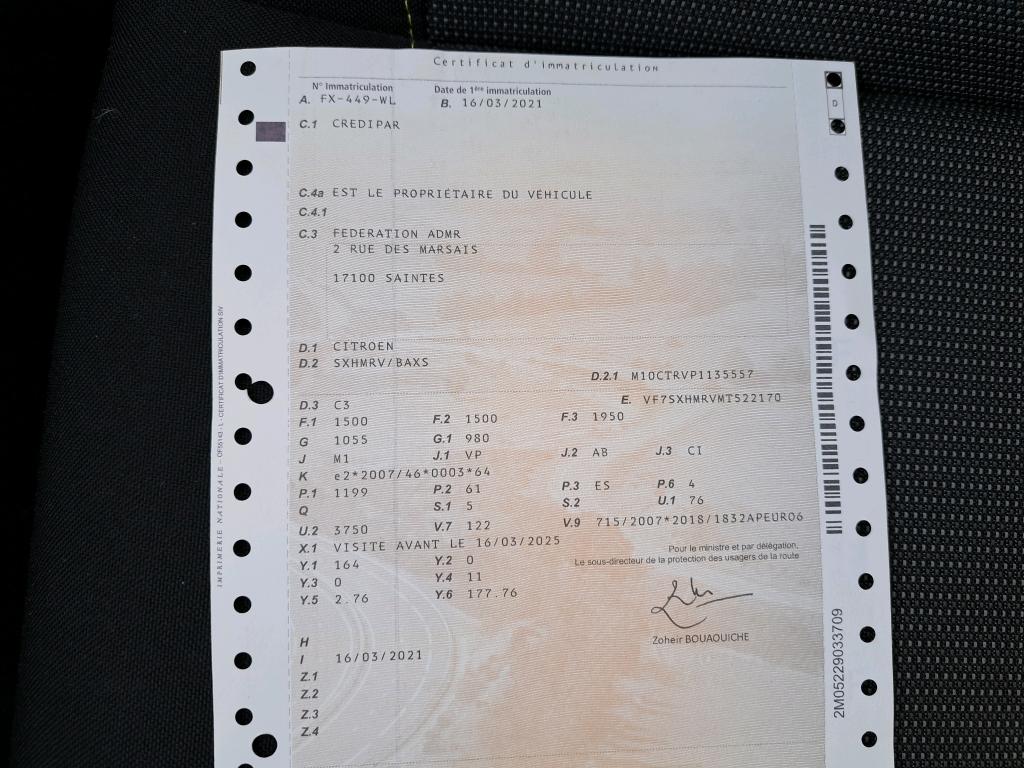 Certificat d'immatriculation
N° Immatriculation Date de 1ère immatriculation
A. FX-449-WL B. 16/03/2021
C.1 CREDIPAR
C.4a EST LE PROPRIÉTAIRE DU VÉHICULE
C.4.1
C.3 FEDERATION ADMR
2 RUE DES MARSAIS
17100 SAINTES
D.1 CITROEN
D.2 SXHMRV/BAXS
D.2.1 M10CTRVP1135557
E. VF7SXHMRVMT522170
D.3 C3
F.1 1500 F.2 1500 F.3 1950
G 1055 G.1 980
J M1 J.1 VP J.2 AB J.3 CI
K e2*2007/46*0003*64
P.1 1199 P.2 61 P.3 ES P.6 4
Q S.1 5 S.2 U.1 76
U.2 3750 V.7 122 V.9 715/2007*2018/1832APEURO6
X.1 VISITE AVANT LE 16/03/2025
Y.1 164 Y.2 0
Y.3 0 Y.4 11
Y.5 2.76 Y.6 177.76
Pour le ministre et par délégation,
Le sous-directeur de la protection des usagers de la route
Zoheir BOUAOUICHE
H
I 16/03/2021
Z.1
Z.2
Z.3
Z.4
D
2M05229033709